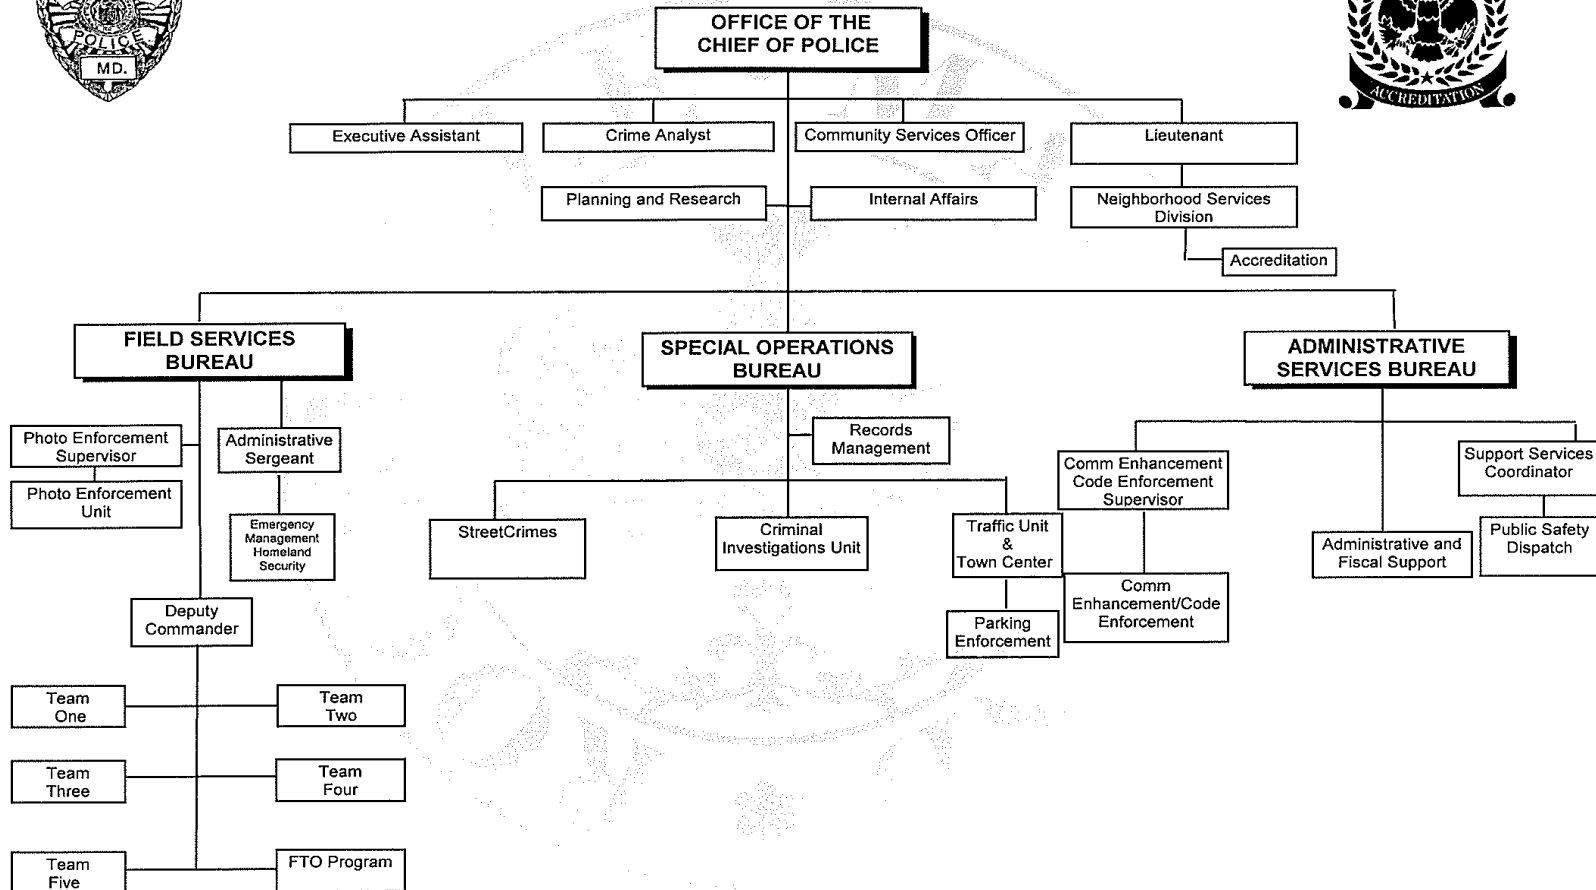 POLICE
MD.
OFFICE OF THE
CHIEF OF POLICE
ACCREDITATION
Executive Assistant
Crime Analyst
Community Services Officer
Lieutenant
Planning and Research
Internal Affairs
Neighborhood Services
Division
Accreditation
FIELD SERVICES
BUREAU
SPECIAL OPERATIONS
BUREAU
ADMINISTRATIVE
SERVICES BUREAU
Photo Enforcement
Supervisor
Administrative
Sergeant
Records
Management
Comm Enhancement
Code Enforcement
Supervisor
Support Services
Coordinator
Photo Enforcement
Unit
Emergency
Management
Homeland
Security
StreetCrimes
Criminal
Investigations Unit
Traffic Unit
&
Town Center
Administrative and
Fiscal Support
Public Safety
Dispatch
Deputy
Commander
Parking
Enforcement
Comm
Enhancement/Code
Enforcement
Team
One
Team
Two
Team
Three
Team
Four
Team
Five
FTO Program